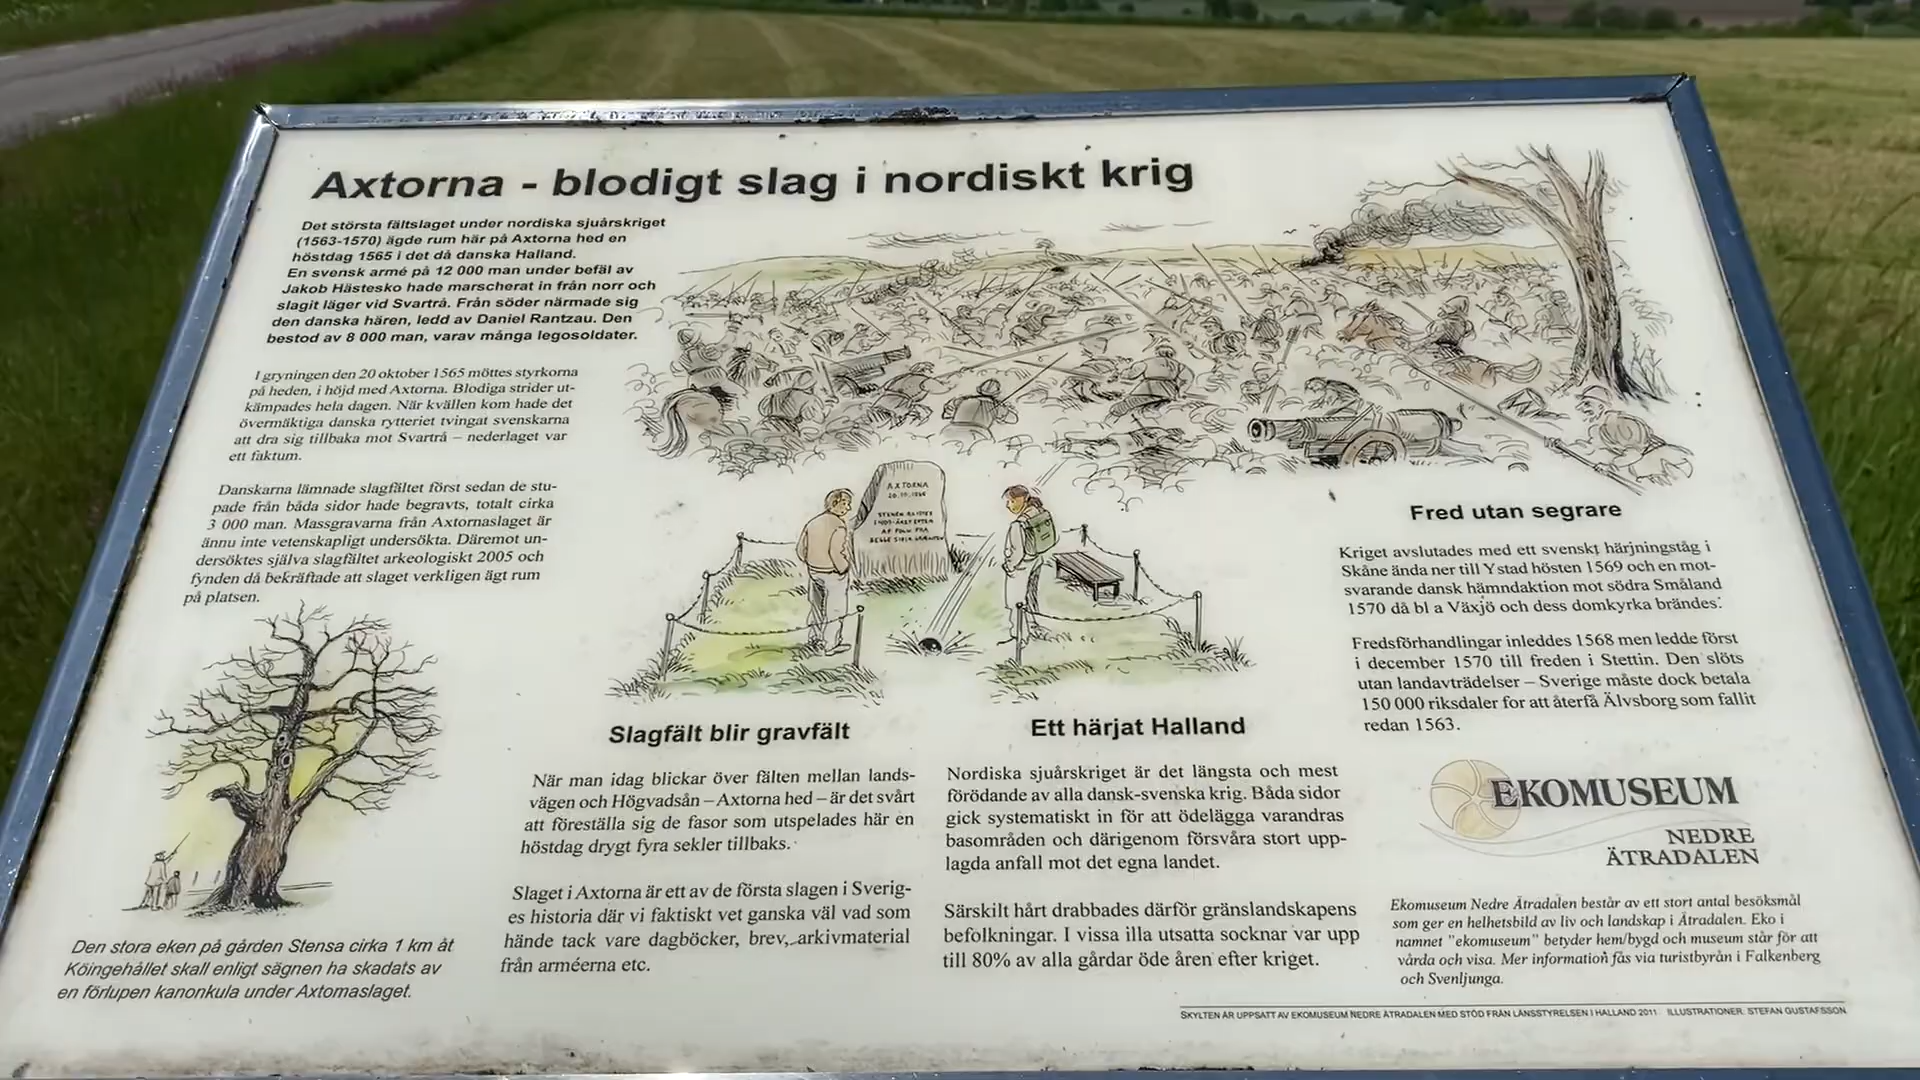 Axtorna - blodigt slag i nordiskt krig
Det största fältslaget under nordiska sjuårskriget
(1563-1570) ägde rum här på Axtorna hed en
höstdag 1565 i det då danska Halland.
En svensk armé på 12 000 man under befäl av
Jakob Hästesko hade marscherat in från norr och
slagit läger vid Svartrå. Från söder närmade sig
den danska hären, ledd av Daniel Rantzau. Den
bestod av 8 000 man, varav många legosoldater.
I gryningen den 20 oktober 1565 möttes styrkorna
på heden, i höjd med Axtorna. Blodiga strider ut-
kämpades hela dagen. När kvällen kom hade det
övermäktiga danska rytteriet tvingat svenskarna
att dra sig tillbaka mot Svartrå – nederlaget var
ett faktum.
Danskarna lämnade slagfältet först sedan de stu-
pade från båda sidor hade begravts, totalt cirka
3 000 man. Massgravarna från Axtornaslaget är
ännu inte vetenskapligt undersökta. Däremot un-
dersöktes själva slagfältet arkeologiskt 2005 och
fynden då bekräftade att slaget verkligen ägt rum
på platsen.
Den stora eken på gården Stensa cirka 1 km åt
Köingehållet skall enligt sägnen ha skadats av
en förlupen kanonkula under Axtornaslaget.
AXTORNA
20.10.1565
STENEN RESTES
AF FOLK FRA
Slagfält blir gravfält
När man idag blickar över fälten mellan lands-
vägen och Högvadsån – Axtorna hed – är det svårt
att föreställa sig de fasor som utspelades här en
höstdag drygt fyra sekler tillbaks.
Slaget i Axtorna är ett av de första slagen i Sverig-
es historia där vi faktiskt vet ganska väl vad som
hände tack vare dagböcker, brev, arkivmaterial
från arméerna etc.
Ett härjat Halland
Nordiska sjuårskriget är det längsta och mest
förödande av alla dansk-svenska krig. Båda sidor
gick systematiskt in för att ödelägga varandras
basområden och därigenom försvåra stort upp-
lagda anfall mot det egna landet.
Särskilt hårt drabbades därför gränslandskapens
befolkningar. I vissa illa utsatta socknar var upp
till 80% av alla gårdar öde åren efter kriget.
Fred utan segrare
Kriget avslutades med ett svenskt härjningståg i
Skåne ända ner till Ystad hösten 1569 och en mot-
svarande dansk hämndaktion mot södra Småland
1570 då bl a Växjö och dess domkyrka brändes.
Fredsförhandlingar inleddes 1568 men ledde först
i december 1570 till freden i Stettin. Den slöts
utan landavträdelser – Sverige måste dock betala
150 000 riksdaler for att återfå Älvsborg som fallit
redan 1563.
EKOMUSEUM
NEDRE
ÄTRADALEN
Ekomuseum Nedre Ätradalen består av ett stort antal besöksmål
som ger en helhetsbild av liv och landskap i Ätradalen. Eko i
namnet "ekomuseum" betyder hem/bygd och museum står för att
vårda och visa. Mer information fås via turistbyrån i Falkenberg
och Svenljunga.
SKYLTEN ÄR UPPSATT AV EKOMUSEUM NEDRE ÄTRADALEN MED STÖD FRÅN LÄNSSTYRELSEN I HALLAND 2011 ILLUSTRATIONER: STEFAN GUSTAFSSON